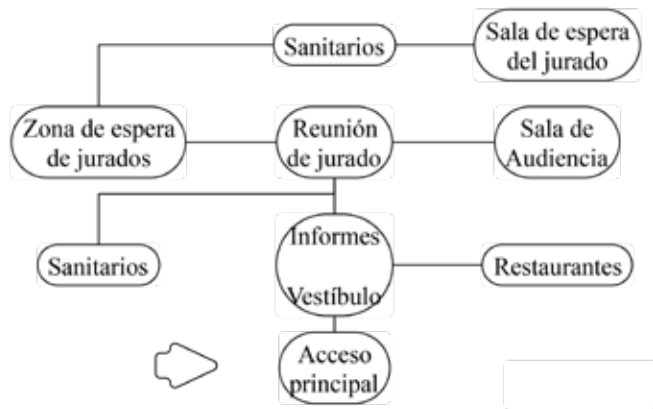 Sanitarios
Sala de espera
del jurado
Zona de espera
de jurados
Reunión
de jurado
Sala de
Audiencia
Sanitarios
Informes
Vestíbulo
Restaurantes
Acceso
principal